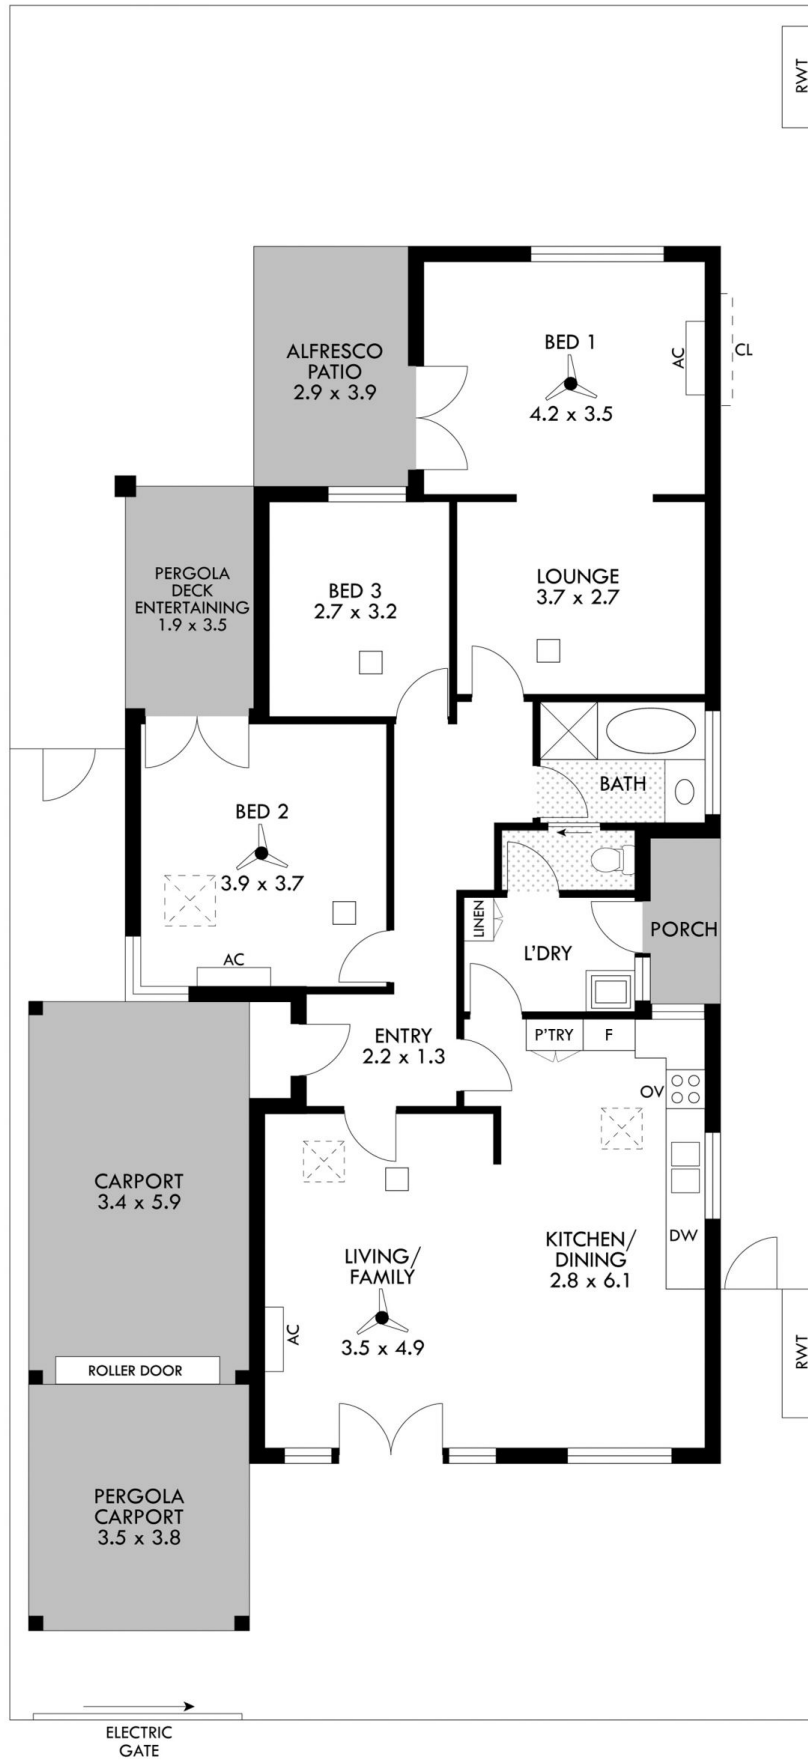 RWT
ALFRESCO
PATIO
2.9 x 3.9
BED 1
4.2 x 3.5
AC
CL
PERGOLA
DECK
ENTERTAINING
1.9 x 3.5
BED 3
2.7 x 3.2
LOUNGE
3.7 x 2.7
BATH
BED 2
3.9 x 3.7
AC
LINEN
L'DRY
PORCH
ENTRY
2.2 x 1.3
P'TRY
F
OV
CARPORT
3.4 x 5.9
LIVING/
FAMILY
3.5 x 4.9
AC
KITCHEN/
DINING
2.8 x 6.1
DW
ROLLER DOOR
RWT
PERGOLA
CARPORT
3.5 x 3.8
ELECTRIC
GATE